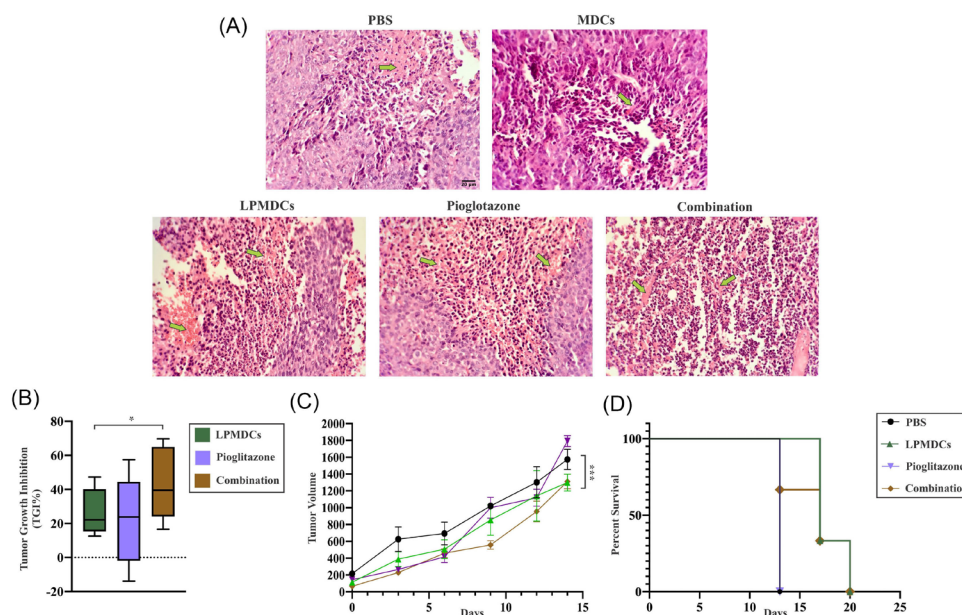 (A)
PBS
MDCs
20 µm
LPMDCs
Pioglotazone
Combination
(B)
80
60
40
20
0
-20
Tumor Growth Inhibition
(TGI%)
*
LPMDCs
Pioglitazone
Combination
(C)
2000
1800
1600
1400
1200
1000
800
600
400
200
0
Tumor Volume
***
0
5
10
15
Days
(D)
100
50
0
Percent Survival
0
5
10
15
20
25
Days
PBS
LPMDCs
Pioglitazone
Combination